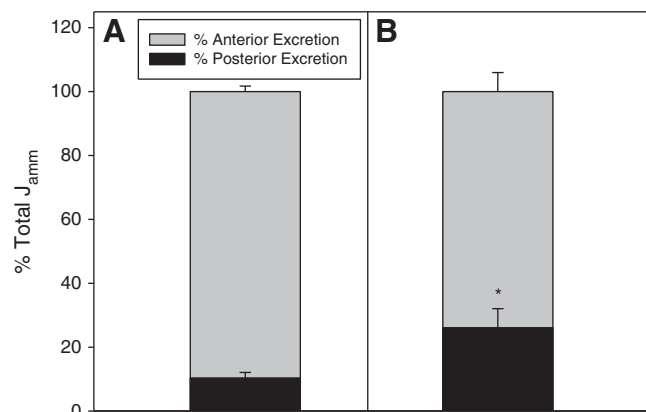 A
B
% Anterior Excretion
% Posterior Excretion
% Total Jamm
120
100
80
60
40
20
0
*